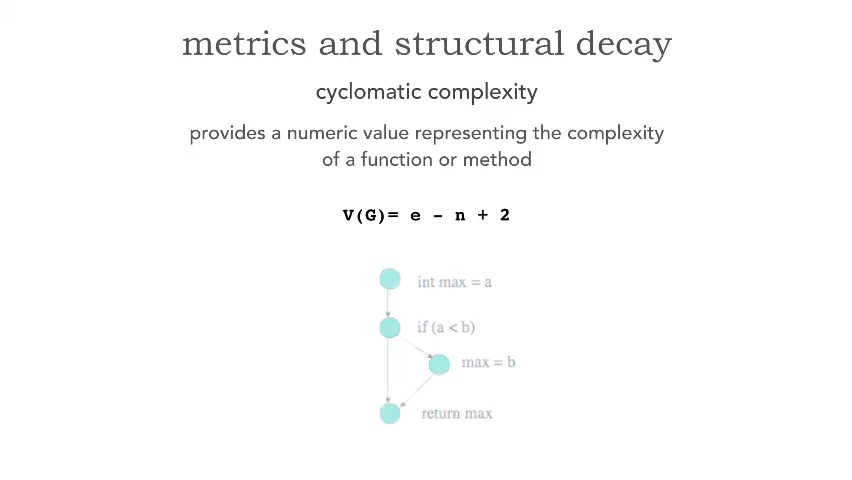 metrics and structural decay
cyclomatic complexity
provides a numeric value representing the complexity
of a function or method
V(G)= e - n + 2
int max = a
if (a < b)
max = b
return max